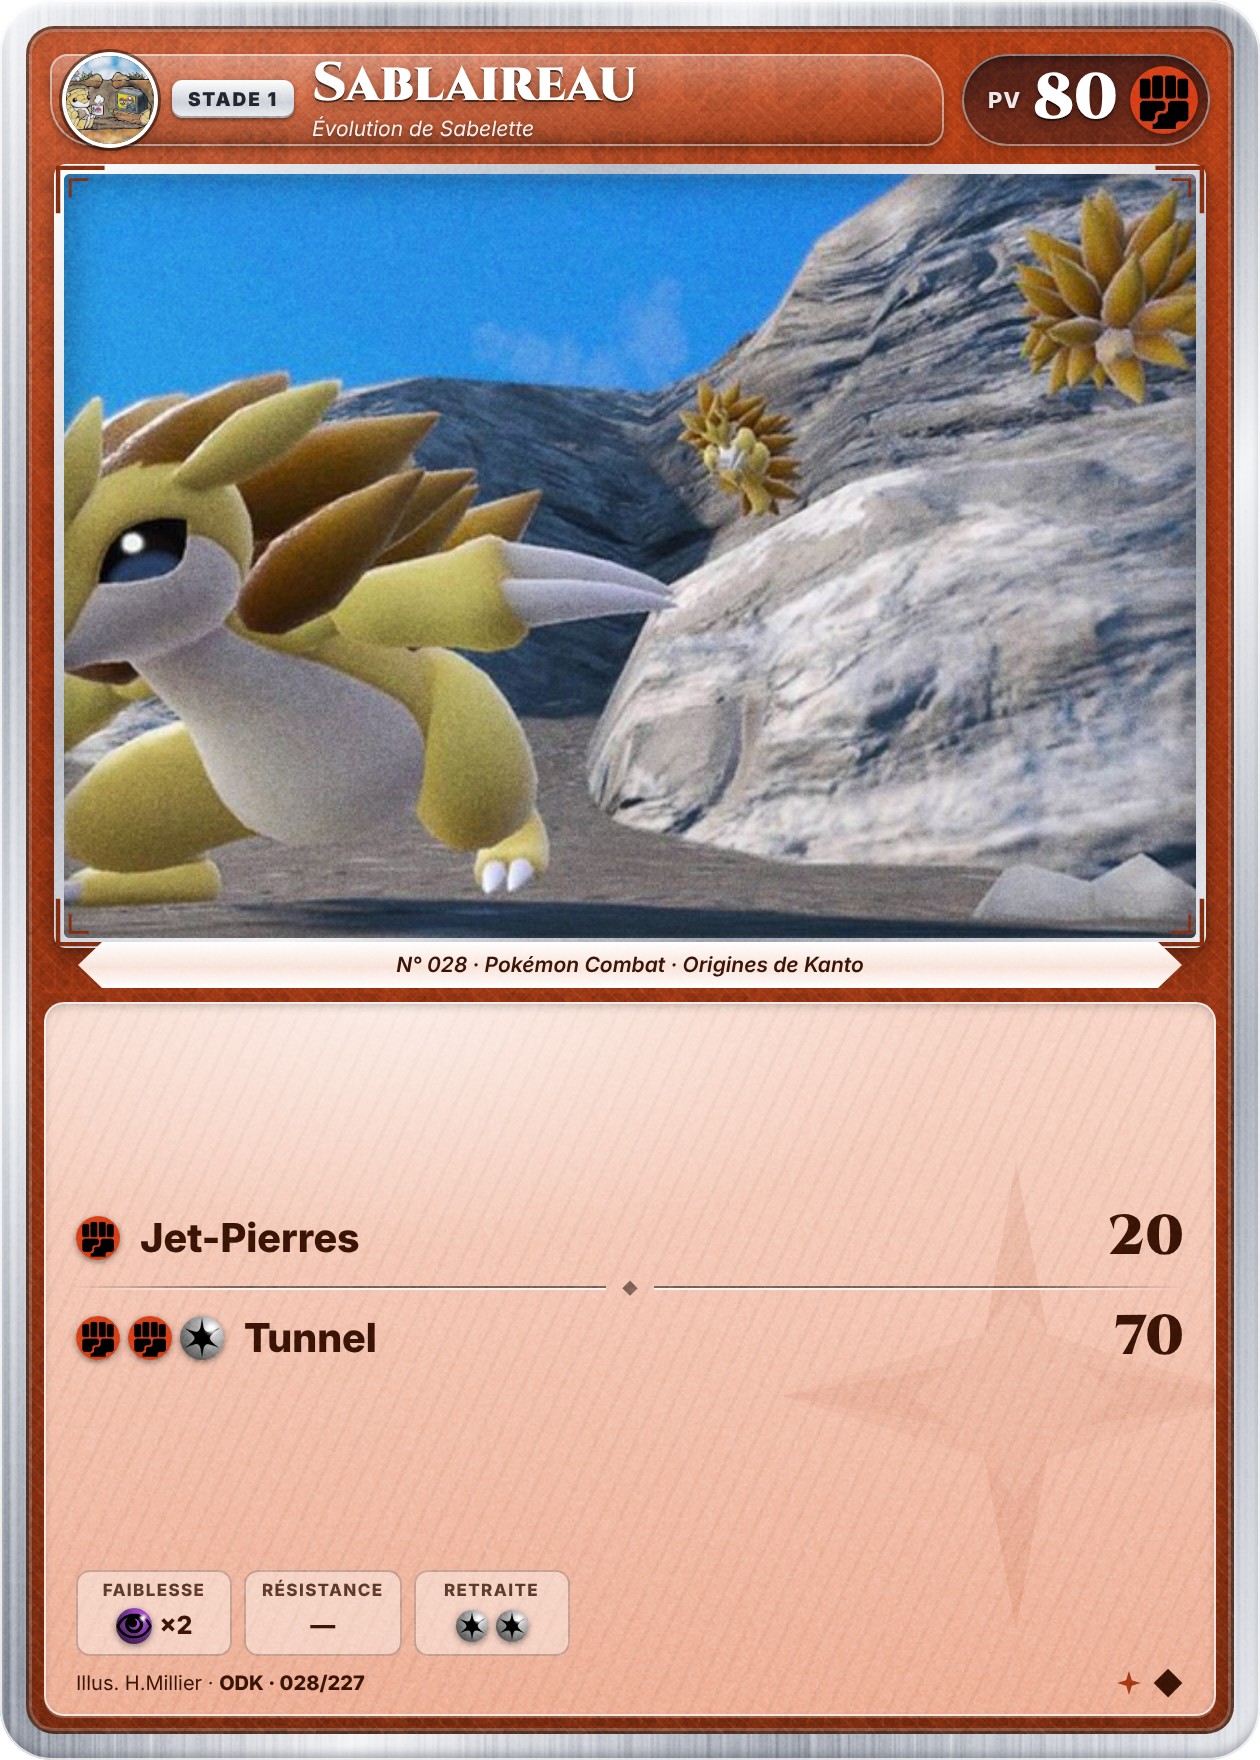 STADE 1
SABLAIREAU
Évolution de Sabelette
PV 80
N° 028 · Pokémon Combat · Origines de Kanto
Jet-Pierres 20
Tunnel 70
FAIBLESSE
×2
RÉSISTANCE
—
RETRAITE
Illus. H.Millier · ODK · 028/227